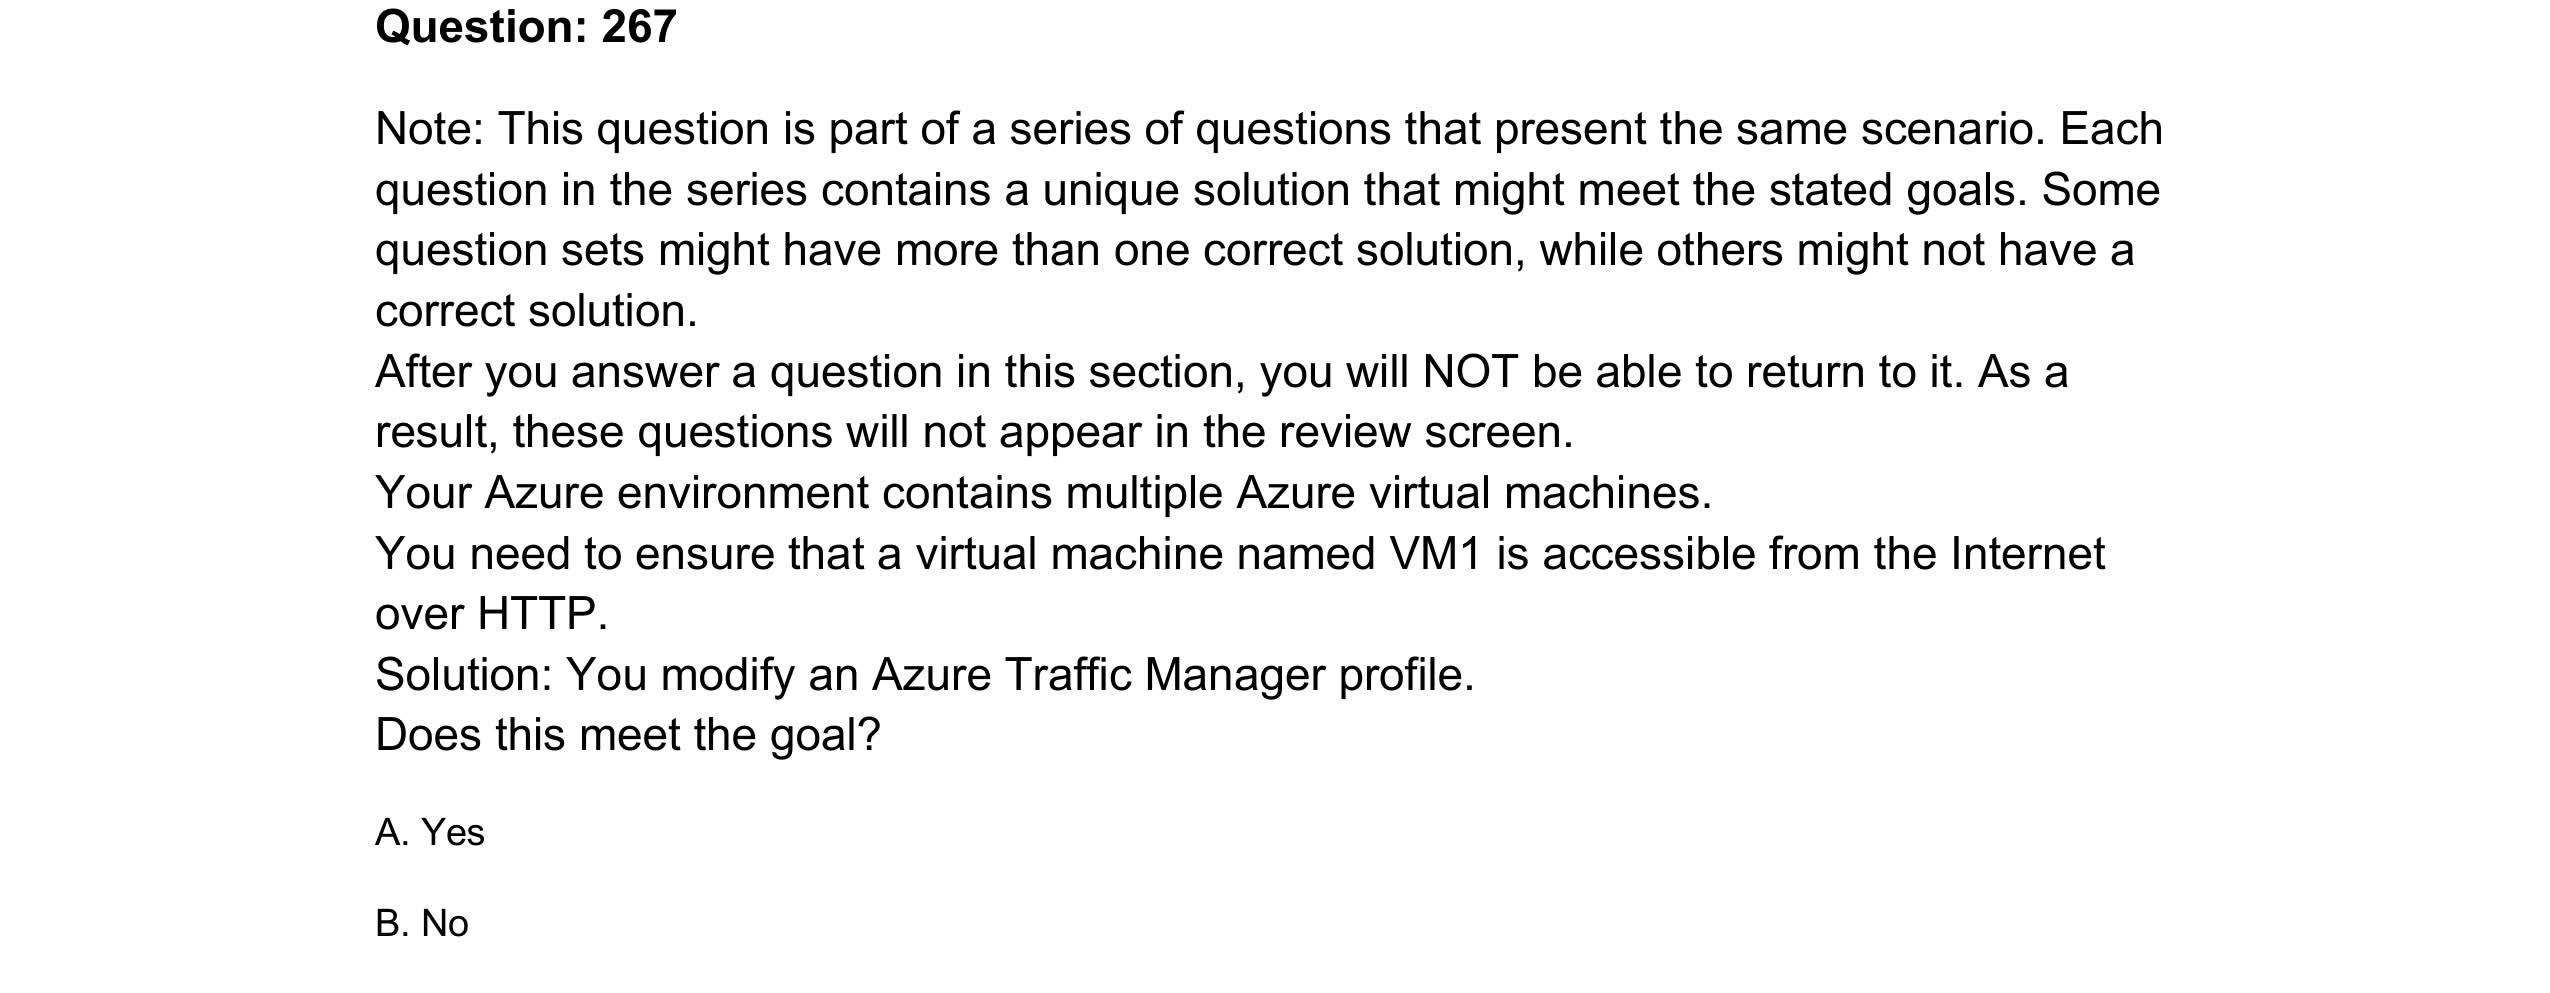 Question: 267
Note: This question is part of a series of questions that present the same scenario. Each
question in the series contains a unique solution that might meet the stated goals. Some
question sets might have more than one correct solution, while others might not have a
correct solution.
After you answer a question in this section, you will NOT be able to return to it. As a
result, these questions will not appear in the review screen.
Your Azure environment contains multiple Azure virtual machines.
You need to ensure that a virtual machine named VM1 is accessible from the Internet
over HTTP.
Solution: You modify an Azure Traffic Manager profile.
Does this meet the goal?
A. Yes
B. No